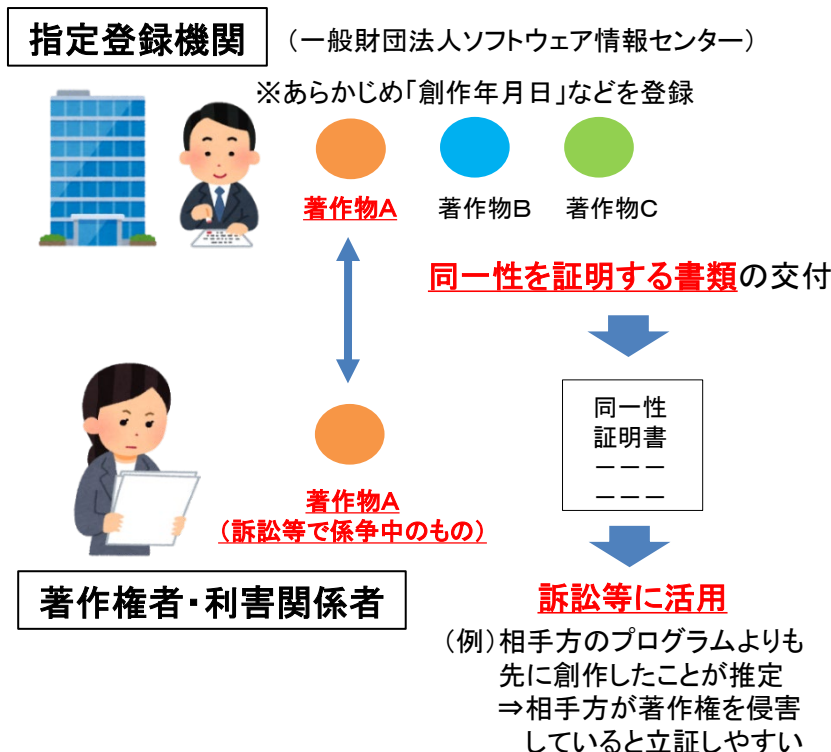 指定登録機関
（一般財団法人ソフトウェア情報センター）
※あらかじめ「創作年月日」などを登録
著作物A
著作物B
著作物C
同一性を証明する書類の交付
同一性
証明書
ーーー
ーーー
著作物A
（訴訟等で係争中のもの）
著作権者・利害関係者
訴訟等に活用
（例）相手方のプログラムよりも
先に創作したことが推定
⇒相手方が著作権を侵害
していると立証しやすい